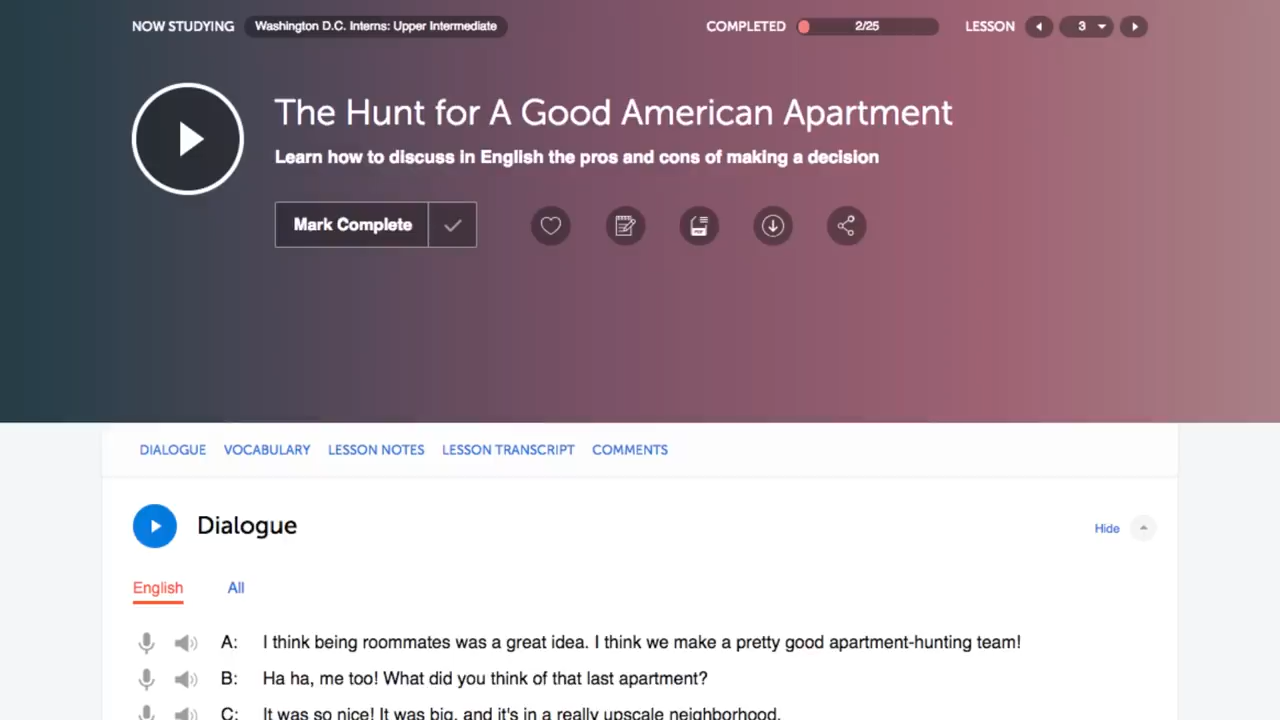 NOW STUDYING Washington D.C. Interns: Upper Intermediate COMPLETED 2/25 LESSON 3
The Hunt for A Good American Apartment
Learn how to discuss in English the pros and cons of making a decision
Mark Complete
PDF
DIALOGUE VOCABULARY LESSON NOTES LESSON TRANSCRIPT COMMENTS
Dialogue
Hide
English All
A: I think being roommates was a great idea. I think we make a pretty good apartment-hunting team!
B: Ha ha, me too! What did you think of that last apartment?
C: It was so nice! It was big, and it's in a really upscale neighborhood.